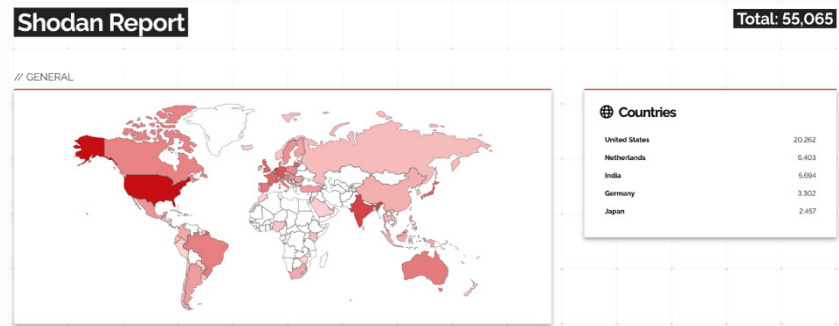 Shodan Report
Total: 55,065
// GENERAL
Countries
United States 20,262
Netherlands 6,403
India 5,694
Germany 3,302
Japan 2,457